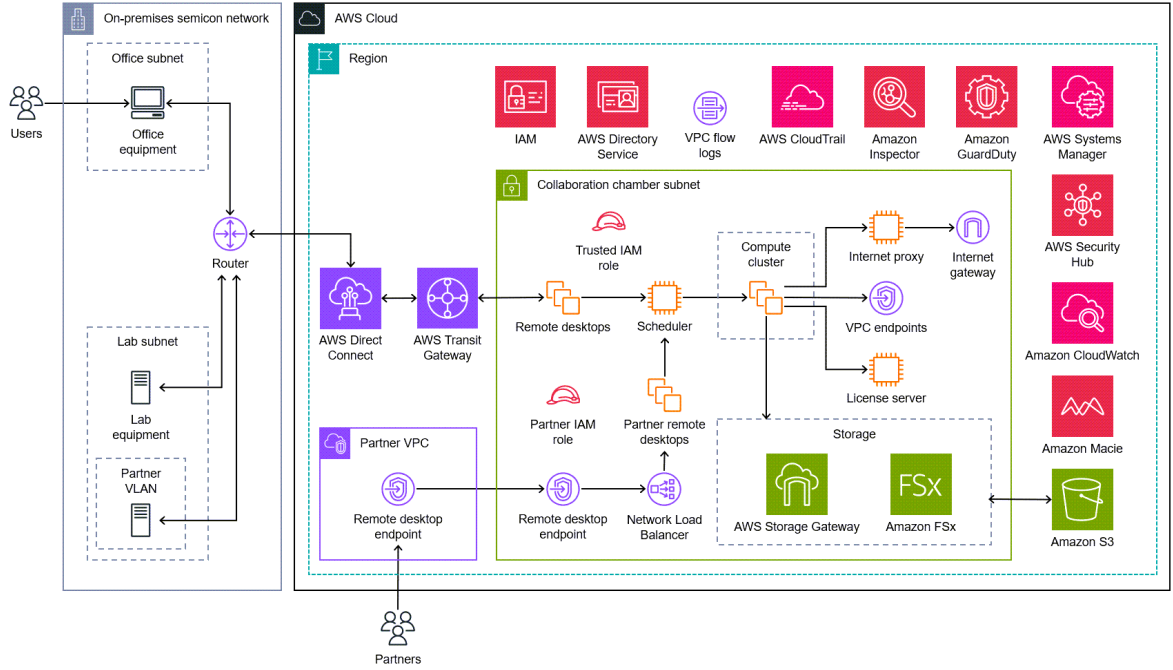 On-premises semicon network
AWS Cloud
Office subnet
Region
Users
Office
equipment
IAM
AWS Directory
Service
VPC flow
logs
AWS CloudTrail
Amazon
Inspector
Amazon
GuardDuty
AWS Systems
Manager
Collaboration chamber subnet
Trusted IAM
role
Compute
cluster
Internet proxy
Internet
gateway
AWS Security
Hub
Router
Remote desktops
Scheduler
VPC endpoints
AWS Direct
Connect
AWS Transit
Gateway
Lab subnet
Amazon CloudWatch
License server
Lab
equipment
Partner IAM
role
Partner remote
desktops
Partner VPC
Storage
Amazon Macie
Partner
VLAN
FSx
Remote desktop
endpoint
Remote desktop
endpoint
Network Load
Balancer
AWS Storage Gateway
Amazon FSx
Amazon S3
Partners